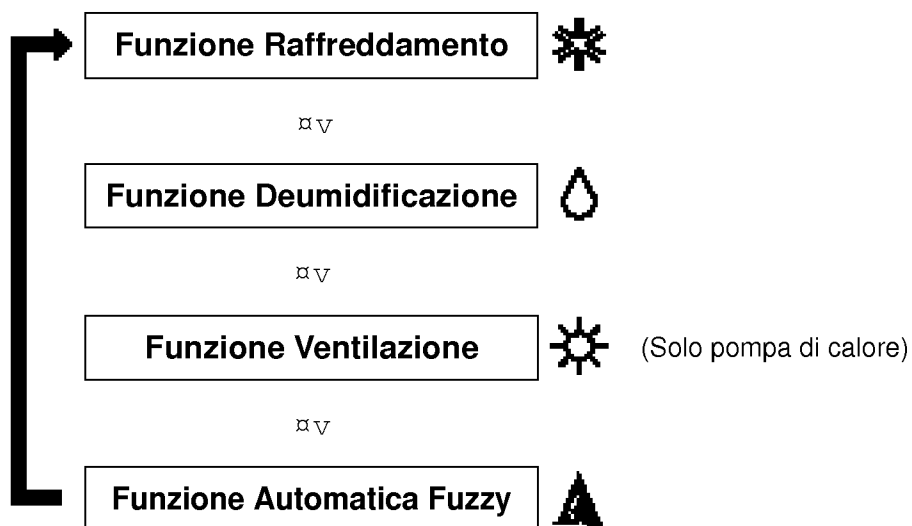 Funzione Raffreddamento
¤v
Funzione Deumidificazione
¤v
Funzione Ventilazione (Solo pompa di calore)
¤v
Funzione Automatica Fuzzy